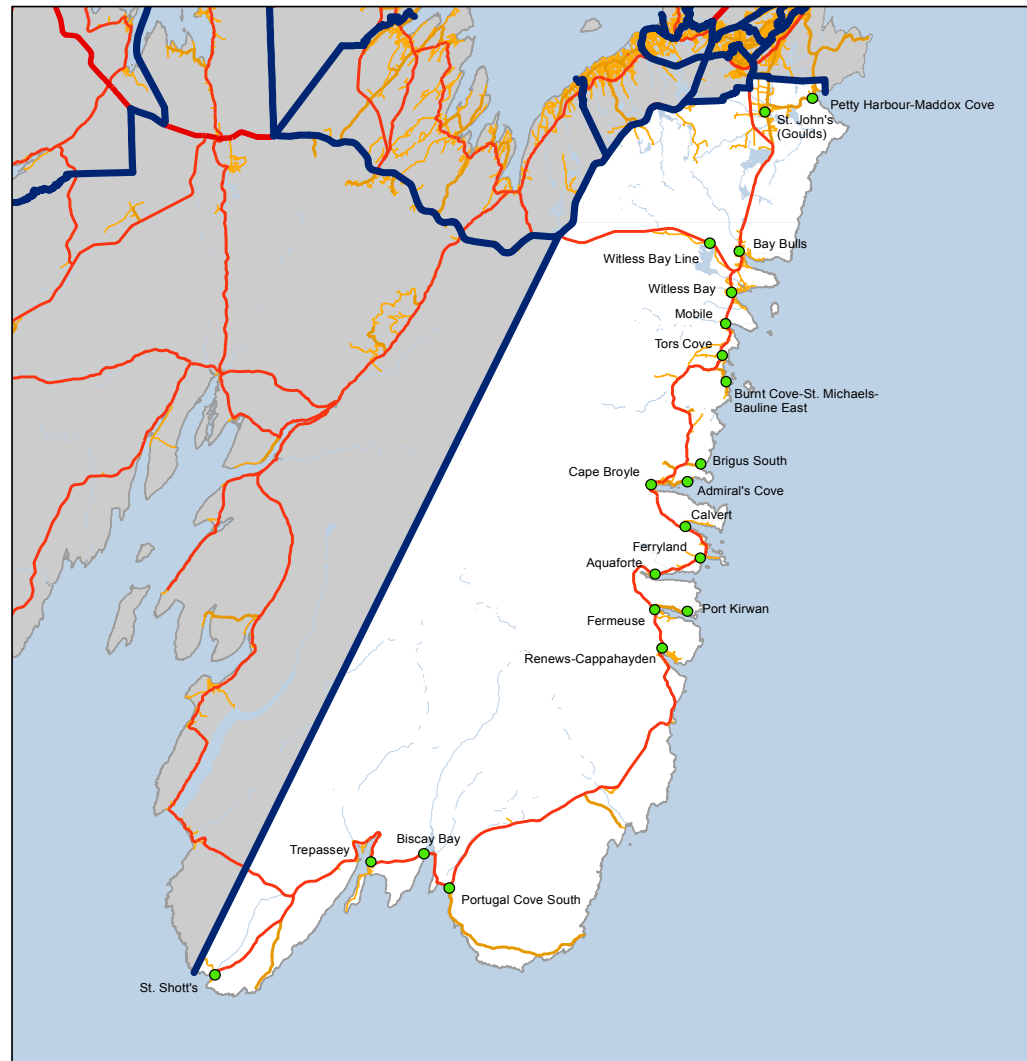 Petty Harbour-Maddox Cove
St. John's
(Goulds)
Bay Bulls
Witless Bay Line
Witless Bay
Mobile
Tors Cove
Burnt Cove-St. Michaels-
Bauline East
Brigus South
Cape Broyle
Admiral's Cove
Calvert
Ferryland
Aquaforte
Port Kirwan
Fermeuse
Renews-Cappahayden
Biscay Bay
Trepassey
Portugal Cove South
St. Shott's